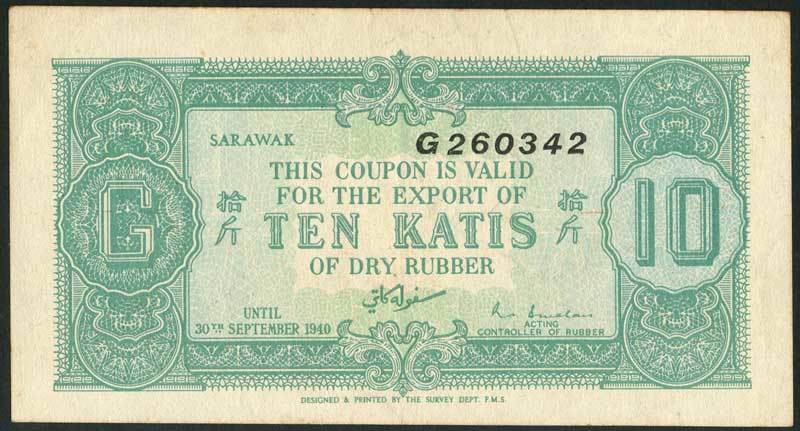 SARAWAK
G260342
THIS COUPON IS VALID
FOR THE EXPORT OF
拾斤 TEN KATIS 拾斤
G 10
OF DRY RUBBER
سڤوله کاتي
UNTIL
30TH SEPTEMBER 1940
ACTING
CONTROLLER OF RUBBER
DESIGNED & PRINTED BY THE SURVEY DEPT. F.M.S.